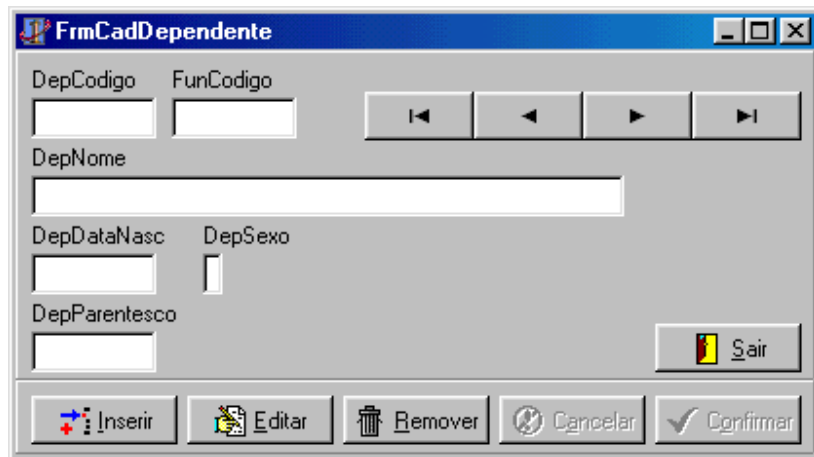 FrmCadDependente
DepCodigo FunCodigo
DepNome
DepDataNasc DepSexo
DepParentesco
Sair
Inserir Editar Remover Cancelar Confirmar